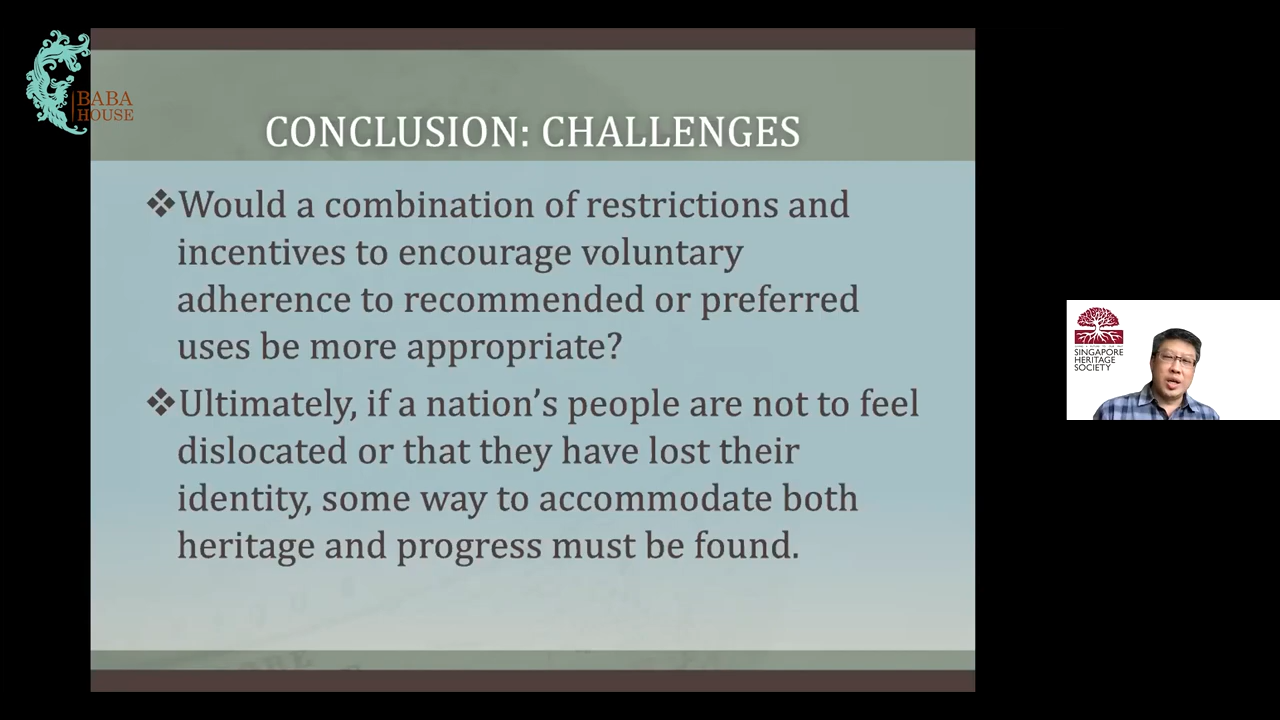 BABA
HOUSE
CONCLUSION: CHALLENGES
❖Would a combination of restrictions and
incentives to encourage voluntary
adherence to recommended or preferred
uses be more appropriate?
❖Ultimately, if a nation’s people are not to feel
dislocated or that they have lost their
identity, some way to accommodate both
heritage and progress must be found.
SINGAPORE
HERITAGE
SOCIETY